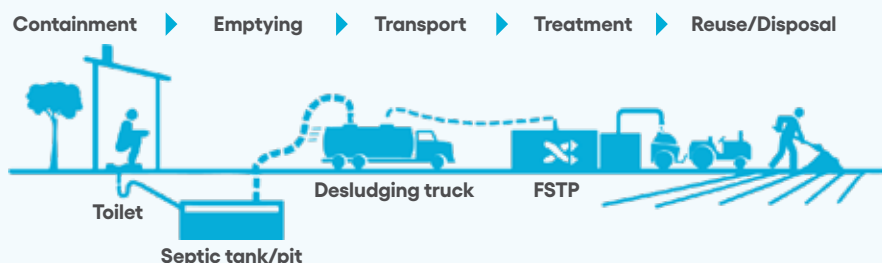 Containment Emptying Transport Treatment Reuse/Disposal
Desludging truck FSTP
Toilet
Septic tank/pit